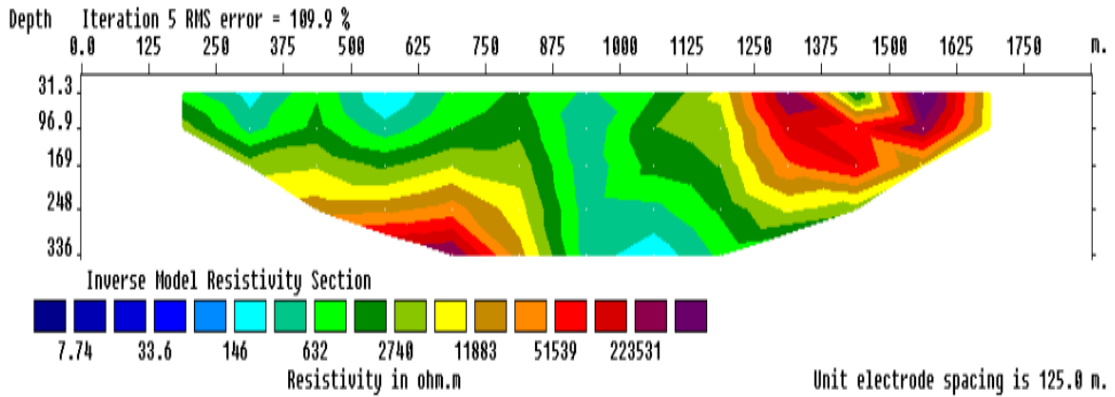 Depth Iteration 5 RMS error = 109.9 %
0.0 125 250 375 500 625 750 875 1000 1125 1250 1375 1500 1625 1750 m.
31.3
96.9
169
248
336
Inverse Model Resistivity Section
7.74 33.6 146 632 2740 11883 51539 223531
Resistivity in ohm.m Unit electrode spacing is 125.0 m.